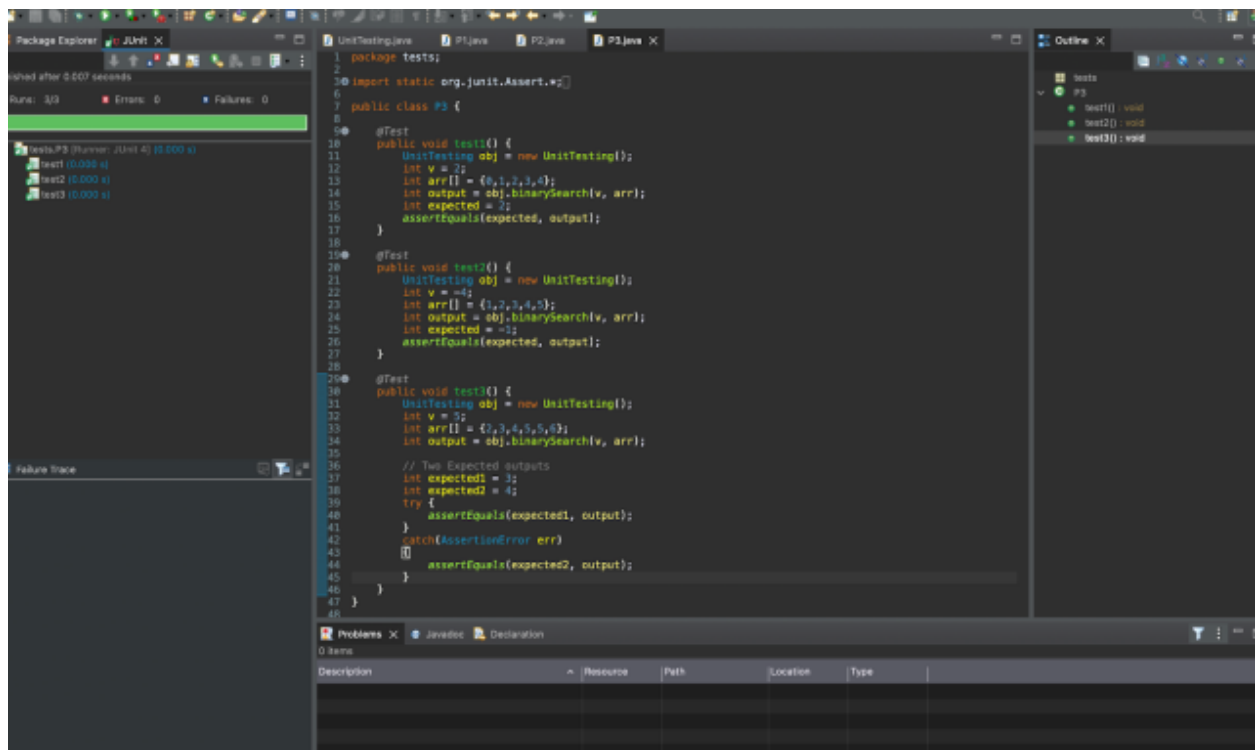 Package Explorer JUnit
ished after 0.007 seconds
Runs: 3/3 Errors: 0 Failures: 0
tests.P3 [Runner: JUnit 4] (0.000 s)
test1 (0.000 s)
test2 (0.000 s)
test3 (0.000 s)
Failure Trace
UnitTesting.java P1.java P2.java P3.java
1 package tests;
2
3 import static org.junit.Assert.*;
6
7 public class P3 {
8
9 @Test
10 public void test1() {
11 UnitTesting obj = new UnitTesting();
12 int v = 2;
13 int arr[] = {0,1,2,3,4};
14 int output = obj.binarySearch(v, arr);
15 int expected = 2;
16 assertEquals(expected, output);
17 }
18
19 @Test
20 public void test2() {
21 UnitTesting obj = new UnitTesting();
22 int v = -4;
23 int arr[] = {1,2,3,4,5};
24 int output = obj.binarySearch(v, arr);
25 int expected = -1;
26 assertEquals(expected, output);
27 }
28
29 @Test
30 public void test3() {
31 UnitTesting obj = new UnitTesting();
32 int v = 5;
33 int arr[] = {2,3,4,5,5,6};
34 int output = obj.binarySearch(v, arr);
35
36 // Two Expected outputs
37 int expected1 = 3;
38 int expected2 = 4;
39 try {
40 assertEquals(expected1, output);
41 }
42 catch(AssertionError err)
43 {
44 assertEquals(expected2, output);
45 }
46 }
47 }
48
Outline
tests
P3
test1() : void
test2() : void
test3() : void
Problems Javadoc Declaration
0 items
Description Resource Path Location Type